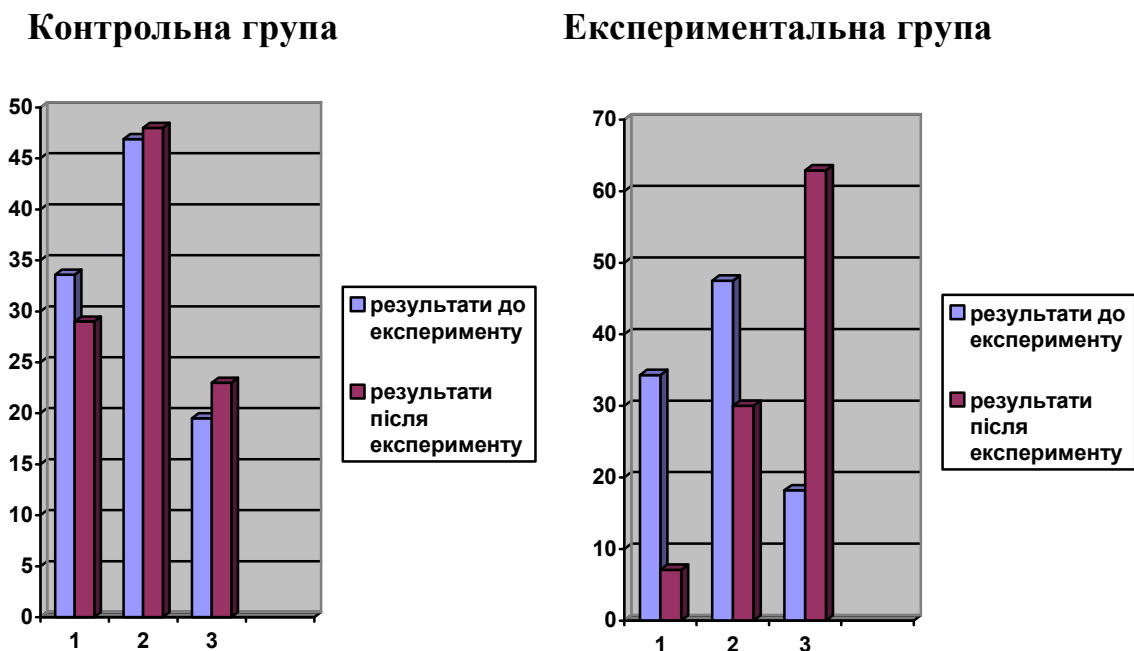 Контрольна група
Експериментальна група
50
45
40
35
30
25
20
15
10
5
0
1 2 3
результати до
експерименту
результати
після
експерименту
70
60
50
40
30
20
10
0
1 2 3
результати до
експерименту
результати
після
експерименту